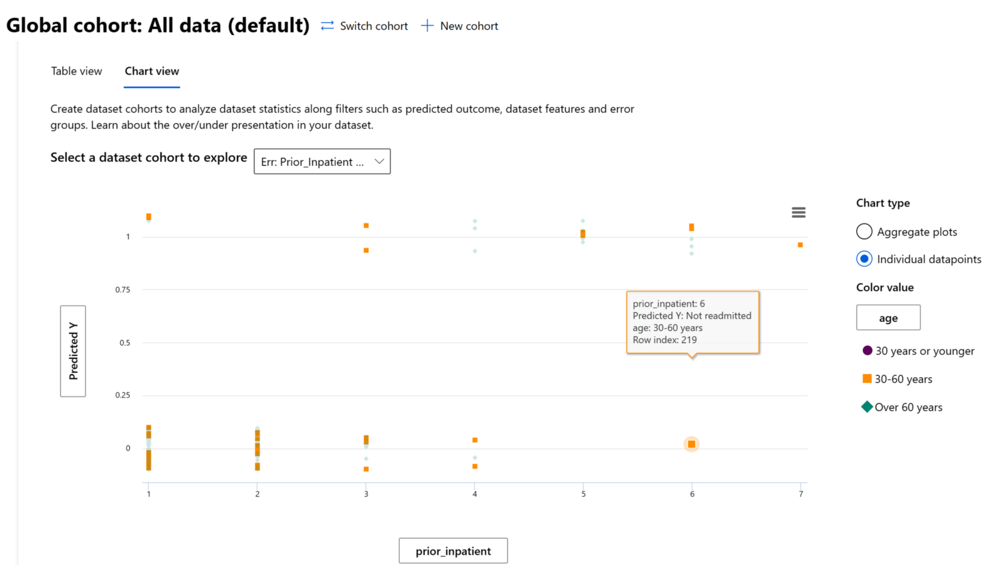 Global cohort: All data (default)
Switch cohort
New cohort
Table view
Chart view
Create dataset cohorts to analyze dataset statistics along filters such as predicted outcome, dataset features and error
groups. Learn about the over/under presentation in your dataset.
Select a dataset cohort to explore
Err: Prior_Inpatient ...
Chart type
Aggregate plots
Individual datapoints
Color value
age
30 years or younger
30-60 years
Over 60 years
Predicted Y
1
0.75
0.5
0.25
0
prior_inpatient: 6
Predicted Y: Not readmitted
age: 30-60 years
Row index: 219
1 2 3 4 5 6 7
prior_inpatient